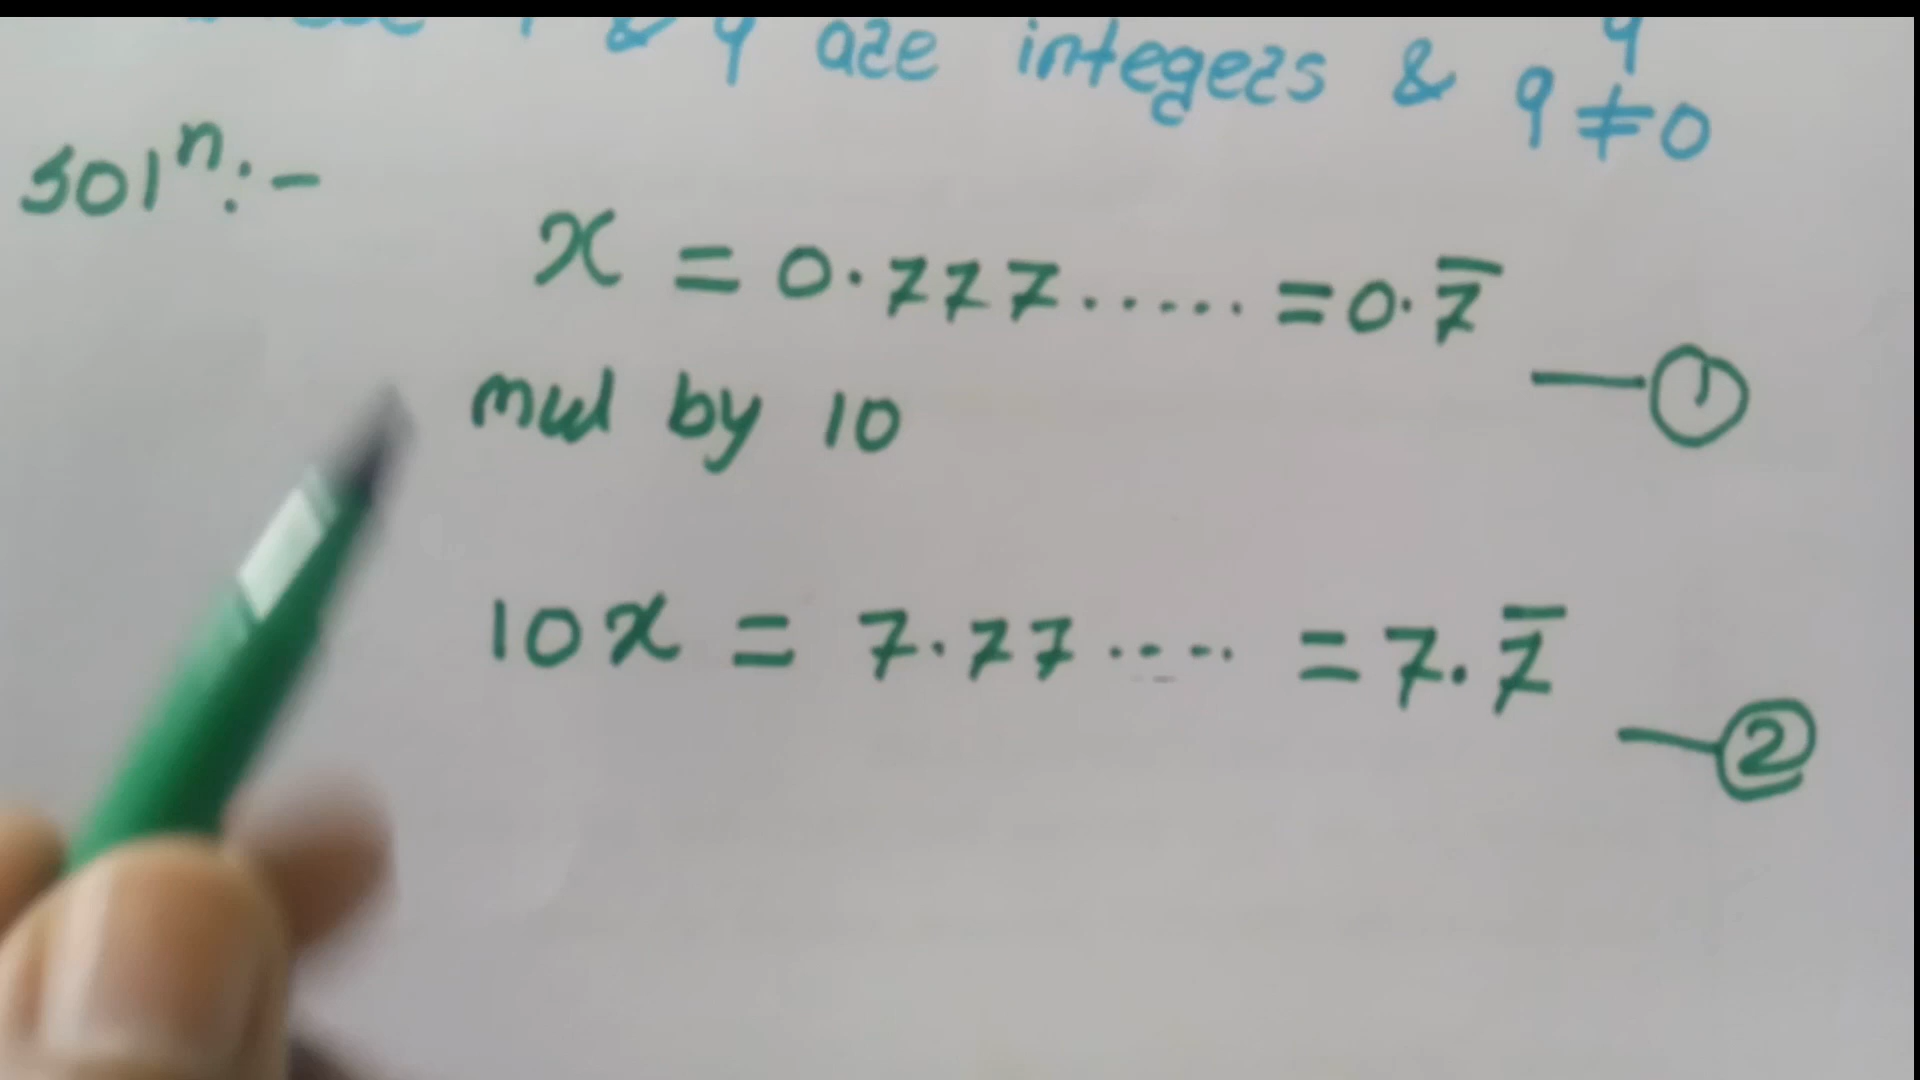 & q are integers & q ≠ 0
solⁿ:-
x = 0.777..... = 0.7̅ —①
mul by 10
10x = 7.77.... = 7.7̅ —②